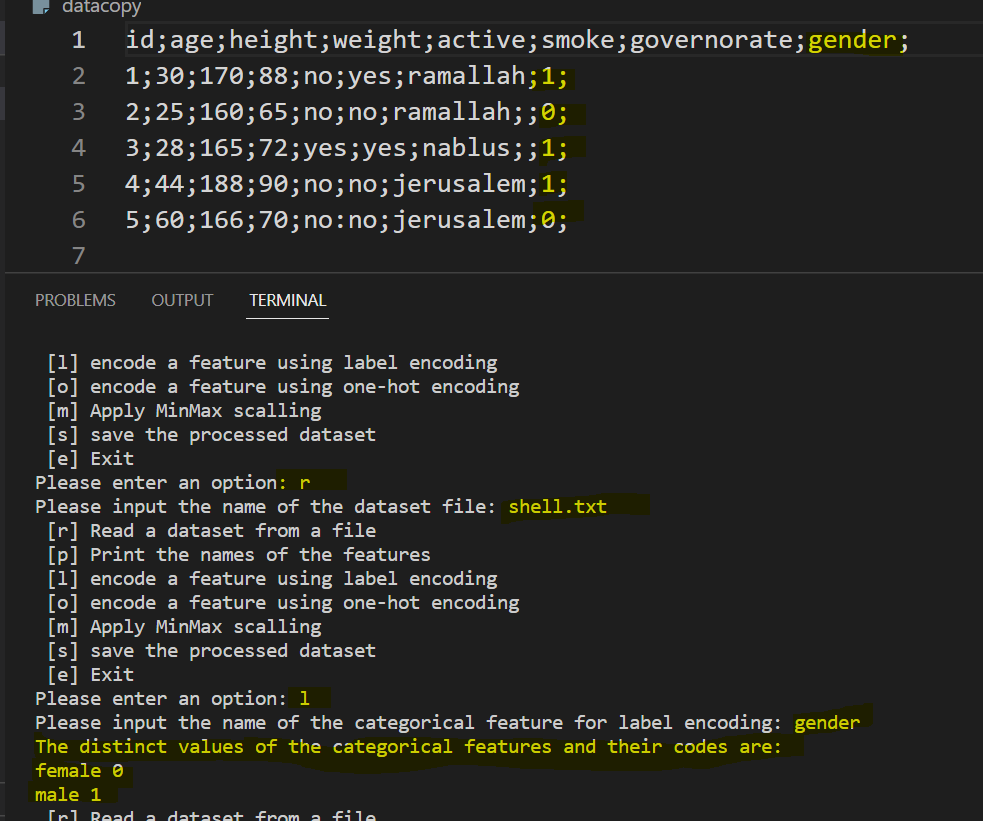 datacopy
1 id;age;height;weight;active;smoke;governorate;gender;
2 1;30;170;88;no;yes;ramallah;1;
3 2;25;160;65;no;no;ramallah;;0;
4 3;28;165;72;yes;yes;nablus;;1;
5 4;44;188;90;no;no;jerusalem;1;
6 5;60;166;70;no:no;jerusalem;0;
7
PROBLEMS OUTPUT TERMINAL
[l] encode a feature using label encoding
[o] encode a feature using one-hot encoding
[m] Apply MinMax scalling
[s] save the processed dataset
[e] Exit
Please enter an option: r
Please input the name of the dataset file: shell.txt
[r] Read a dataset from a file
[p] Print the names of the features
[l] encode a feature using label encoding
[o] encode a feature using one-hot encoding
[m] Apply MinMax scalling
[s] save the processed dataset
[e] Exit
Please enter an option: l
Please input the name of the categorical feature for label encoding: gender
The distinct values of the categorical features and their codes are:
female 0
male 1
[r] Read a dataset from a file